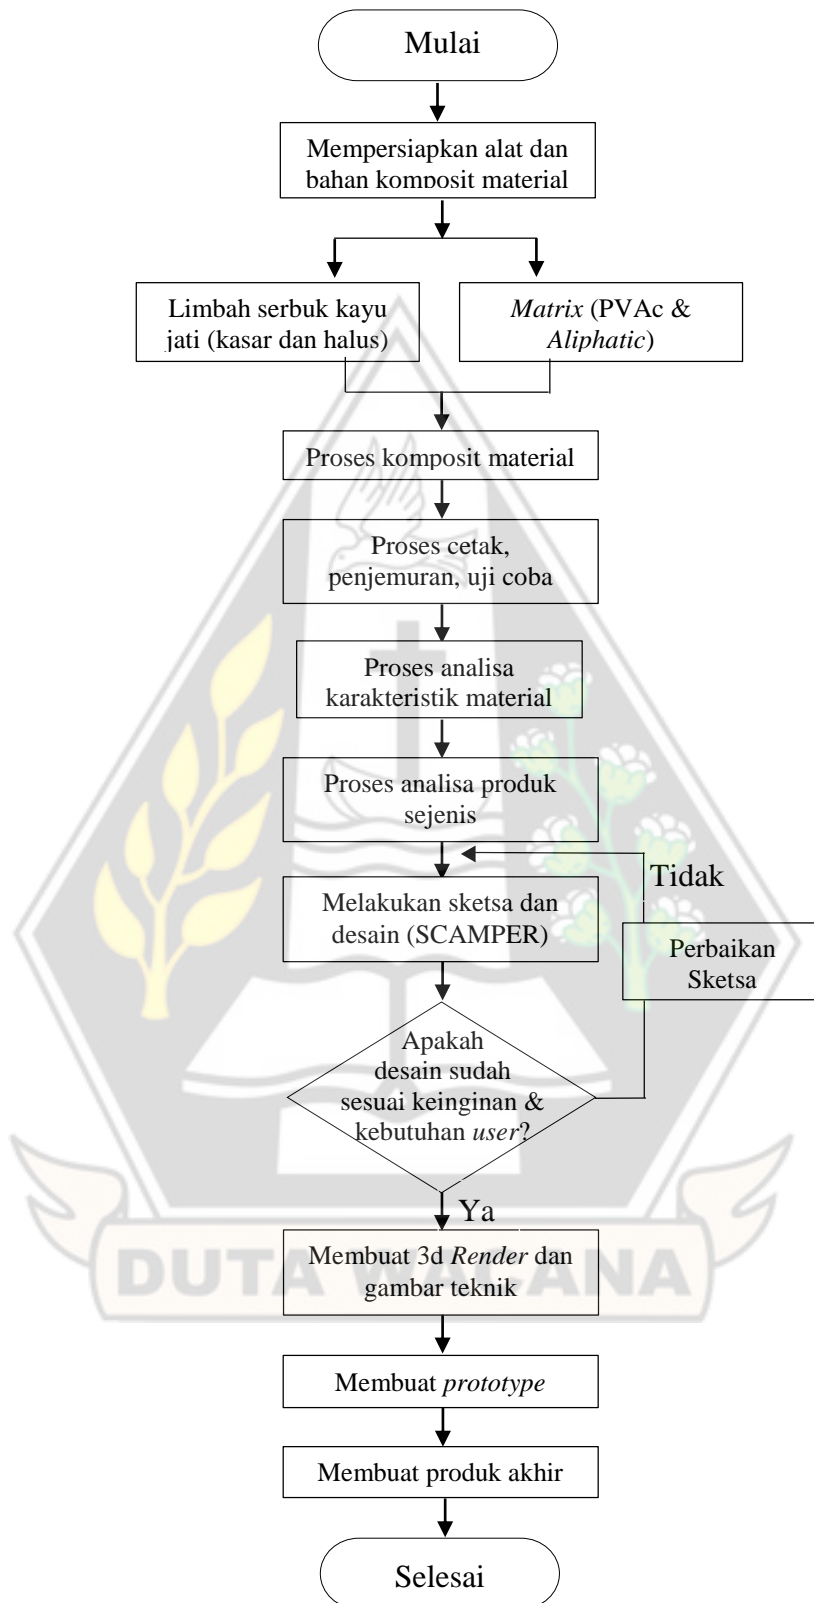 Mulai
Mempersiapkan alat dan
bahan komposit material
Limbah serbuk kayu
jati (kasar dan halus)
Matrix (PVAc &
Aliphatic)
Proses komposit material
Proses cetak,
penjemuran, uji coba
Proses analisa
karakteristik material
Proses analisa produk
sejenis
Tidak
Melakukan sketsa dan
desain (SCAMPER)
Perbaikan
Sketsa
Apakah
desain sudah
sesuai keinginan &
kebutuhan user?
Ya
Membuat 3d Render dan
gambar teknik
DUTA WACANA
Membuat prototype
Membuat produk akhir
Selesai